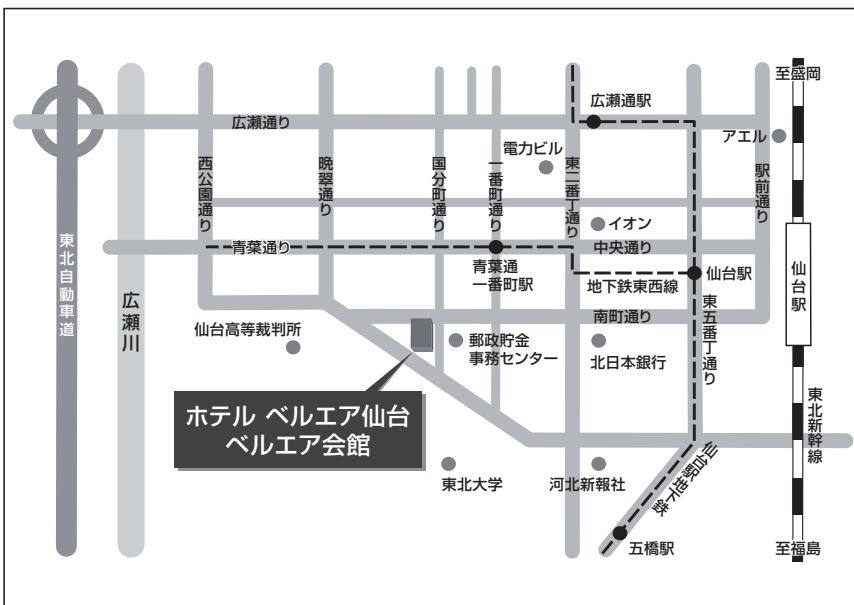 至盛岡
広瀬通駅
広瀬通り
アエル
電力ビル
西公園通り
晩翠通り
国分町通り
一番町通り
東二番丁通り
駅前通り
イオン
東北自動車道
青葉通り
中央通り
青葉通
一番町駅
仙台駅
仙台駅
地下鉄東西線
広瀬川
東五番丁通り
南町通り
仙台高等裁判所
郵政貯金
事務センター
北日本銀行
ホテル ベルエア仙台
ベルエア会館
東北新幹線
仙台駅地下鉄
東北大学
河北新報社
五橋駅
至福島